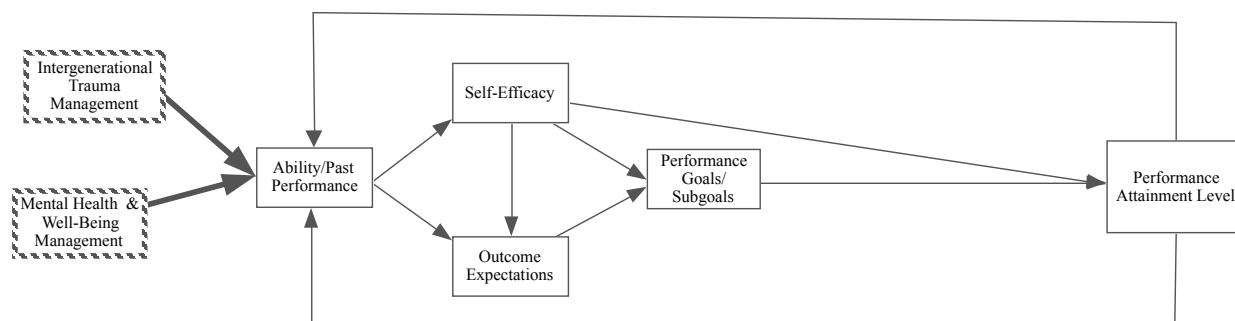 Intergenerational
Trauma
Management
Mental Health  &
Well-Being
Management
Ability/Past
Performance
Self-Efficacy
Outcome
Expectations
Performance
Goals/
Subgoals
Performance
Attainment Level